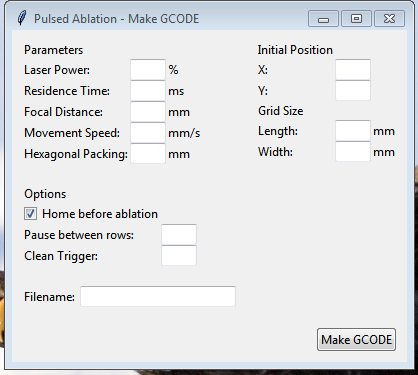 Pulsed Ablation - Make GCODE
Parameters
Laser Power: %
Residence Time: ms
Focal Distance: mm
Movement Speed: mm/s
Hexagonal Packing: mm
Initial Position
X:
Y:
Grid Size
Length: mm
Width: mm
Options
Home before ablation
Pause between rows:
Clean Trigger:
Filename:
Make GCODE